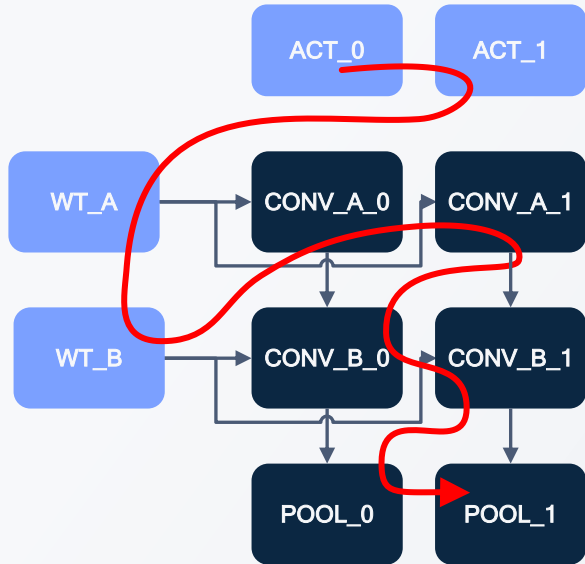 ACT_0 ACT_1
WT_A CONV_A_0 CONV_A_1
WT_B CONV_B_0 CONV_B_1
POOL_0 POOL_1